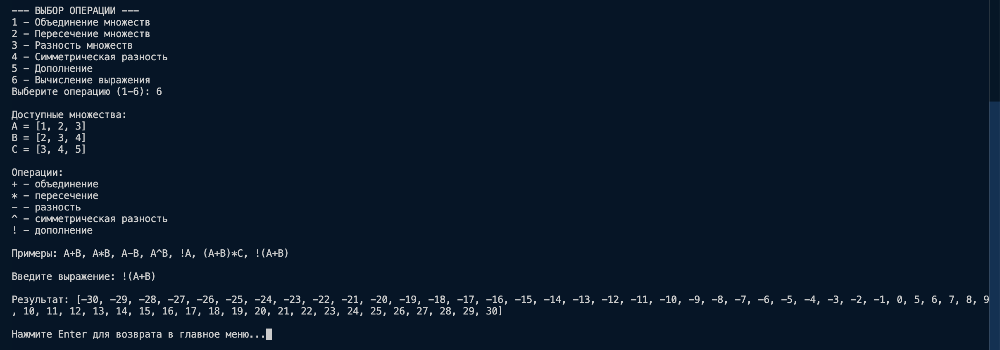 --- ВЫБОР ОПЕРАЦИИ ---
1 - Объединение множеств
2 - Пересечение множеств
3 - Разность множеств
4 - Симметрическая разность
5 - Дополнение
6 - Вычисление выражения
Выберите операцию (1-6): 6
Доступные множества:
A = [1, 2, 3]
B = [2, 3, 4]
C = [3, 4, 5]
Операции:
+ - объединение
* - пересечение
- - разность
^ - симметрическая разность
! - дополнение
Примеры: A+B, A*B, A-B, A^B, !A, (A+B)*C, !(A+B)
Введите выражение: !(A+B)
Результат: [-30, -29, -28, -27, -26, -25, -24, -23, -22, -21, -20, -19, -18, -17, -16, -15, -14, -13, -12, -11, -10, -9, -8, -7, -6, -5, -4, -3, -2, -1, 0, 5, 6, 7, 8, 9
, 10, 11, 12, 13, 14, 15, 16, 17, 18, 19, 20, 21, 22, 23, 24, 25, 26, 27, 28, 29, 30]
Нажмите Enter для возврата в главное меню...